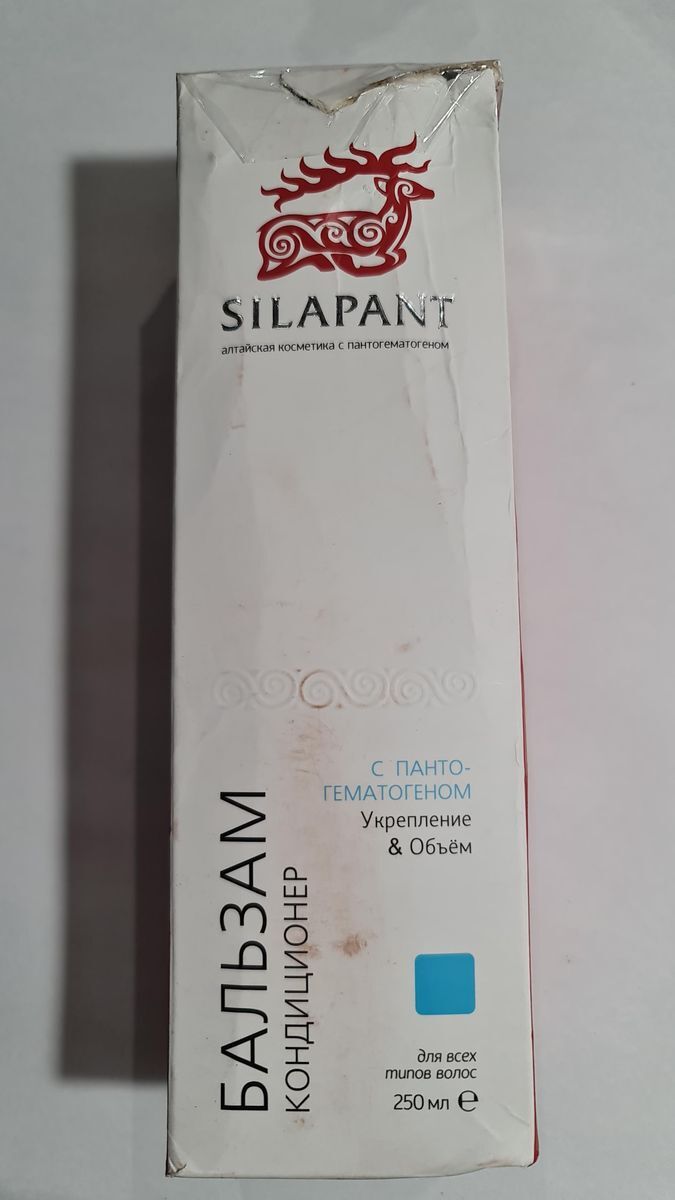 SILAPANT
алтайская косметика с пантогематогеном
С ПАНТО-
ГЕМАТОГЕНОМ
Укрепление
& Объём
БАЛЬЗАМ
КОНДИЦИОНЕР
для всех
типов волос
250 мл ℮